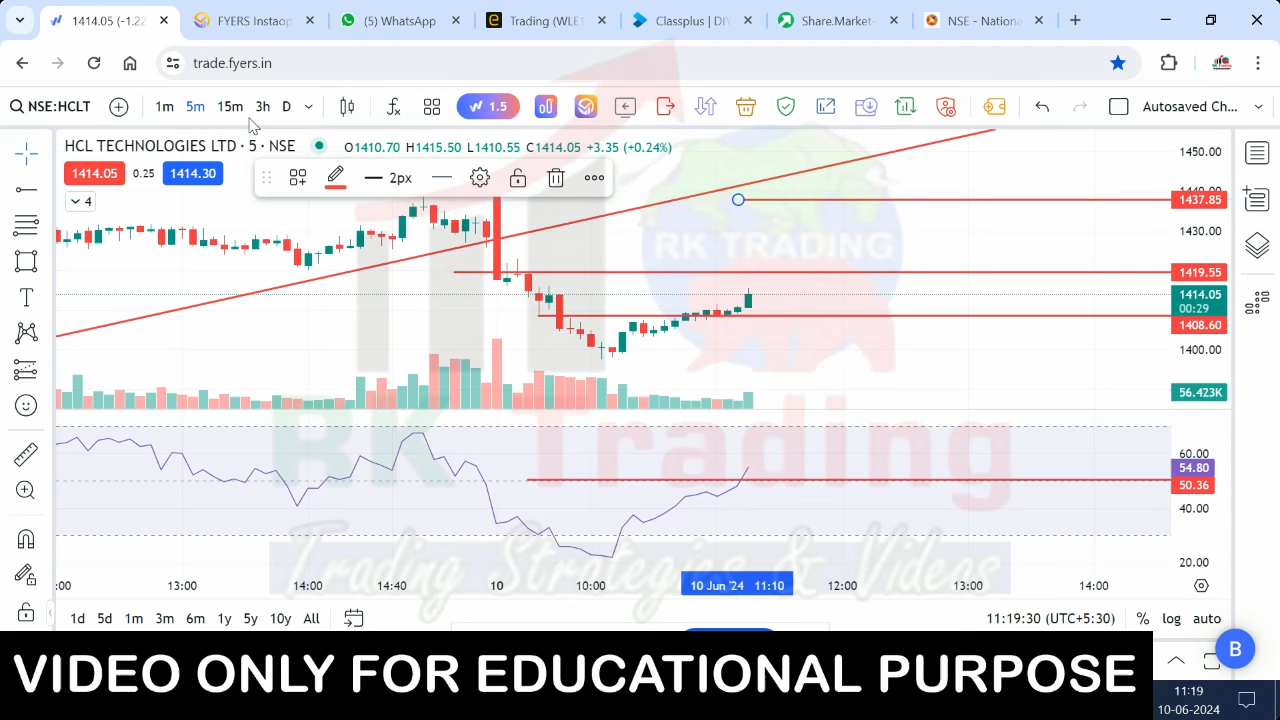 1414.05 (-1.22
FYERS Instaop
(5) WhatsApp
Trading (WLE1
Classplus | DIY
Share.Market-
NSE - Nationa
trade.fyers.in
NSE:HCLT
1m 5m 15m 3h D
1.5
Autosaved Ch...
HCL TECHNOLOGIES LTD · 5 · NSE
O1410.70 H1415.50 L1410.55 C1414.05 +3.35 (+0.24%)
1414.05 0.25 1414.30
2px
4
1450.00
1440.00
1437.85
1430.00
1419.55
1414.05
00:29
1408.60
1400.00
56.423K
RK TRADING
RK Trading
Trading Strategies & Videos
60.00
54.80
50.36
40.00
20.00
:00 13:00 14:00 14:40 10 10:00 10 Jun '24 11:10 12:00 13:00 14:00
1d 5d 1m 3m 6m 1y 5y 10y All
11:19:30 (UTC+5:30) % log auto
B
VIDEO ONLY FOR EDUCATIONAL PURPOSE
11:19
10-06-2024